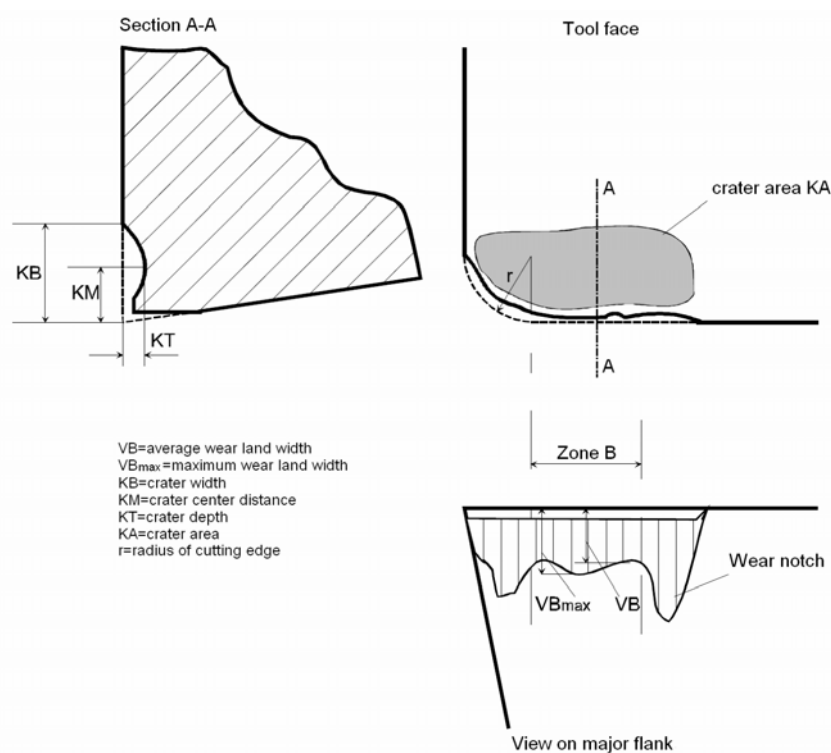 Section A-A
Tool face
A
crater area KA
KB
KM
r
KT
A
VB=average wear land width
VBmax=maximum wear land width
KB=crater width
KM=crater center distance
KT=crater depth
KA=crater area
r=radius of cutting edge
Zone B
Wear notch
VBmax
VB
View on major flank